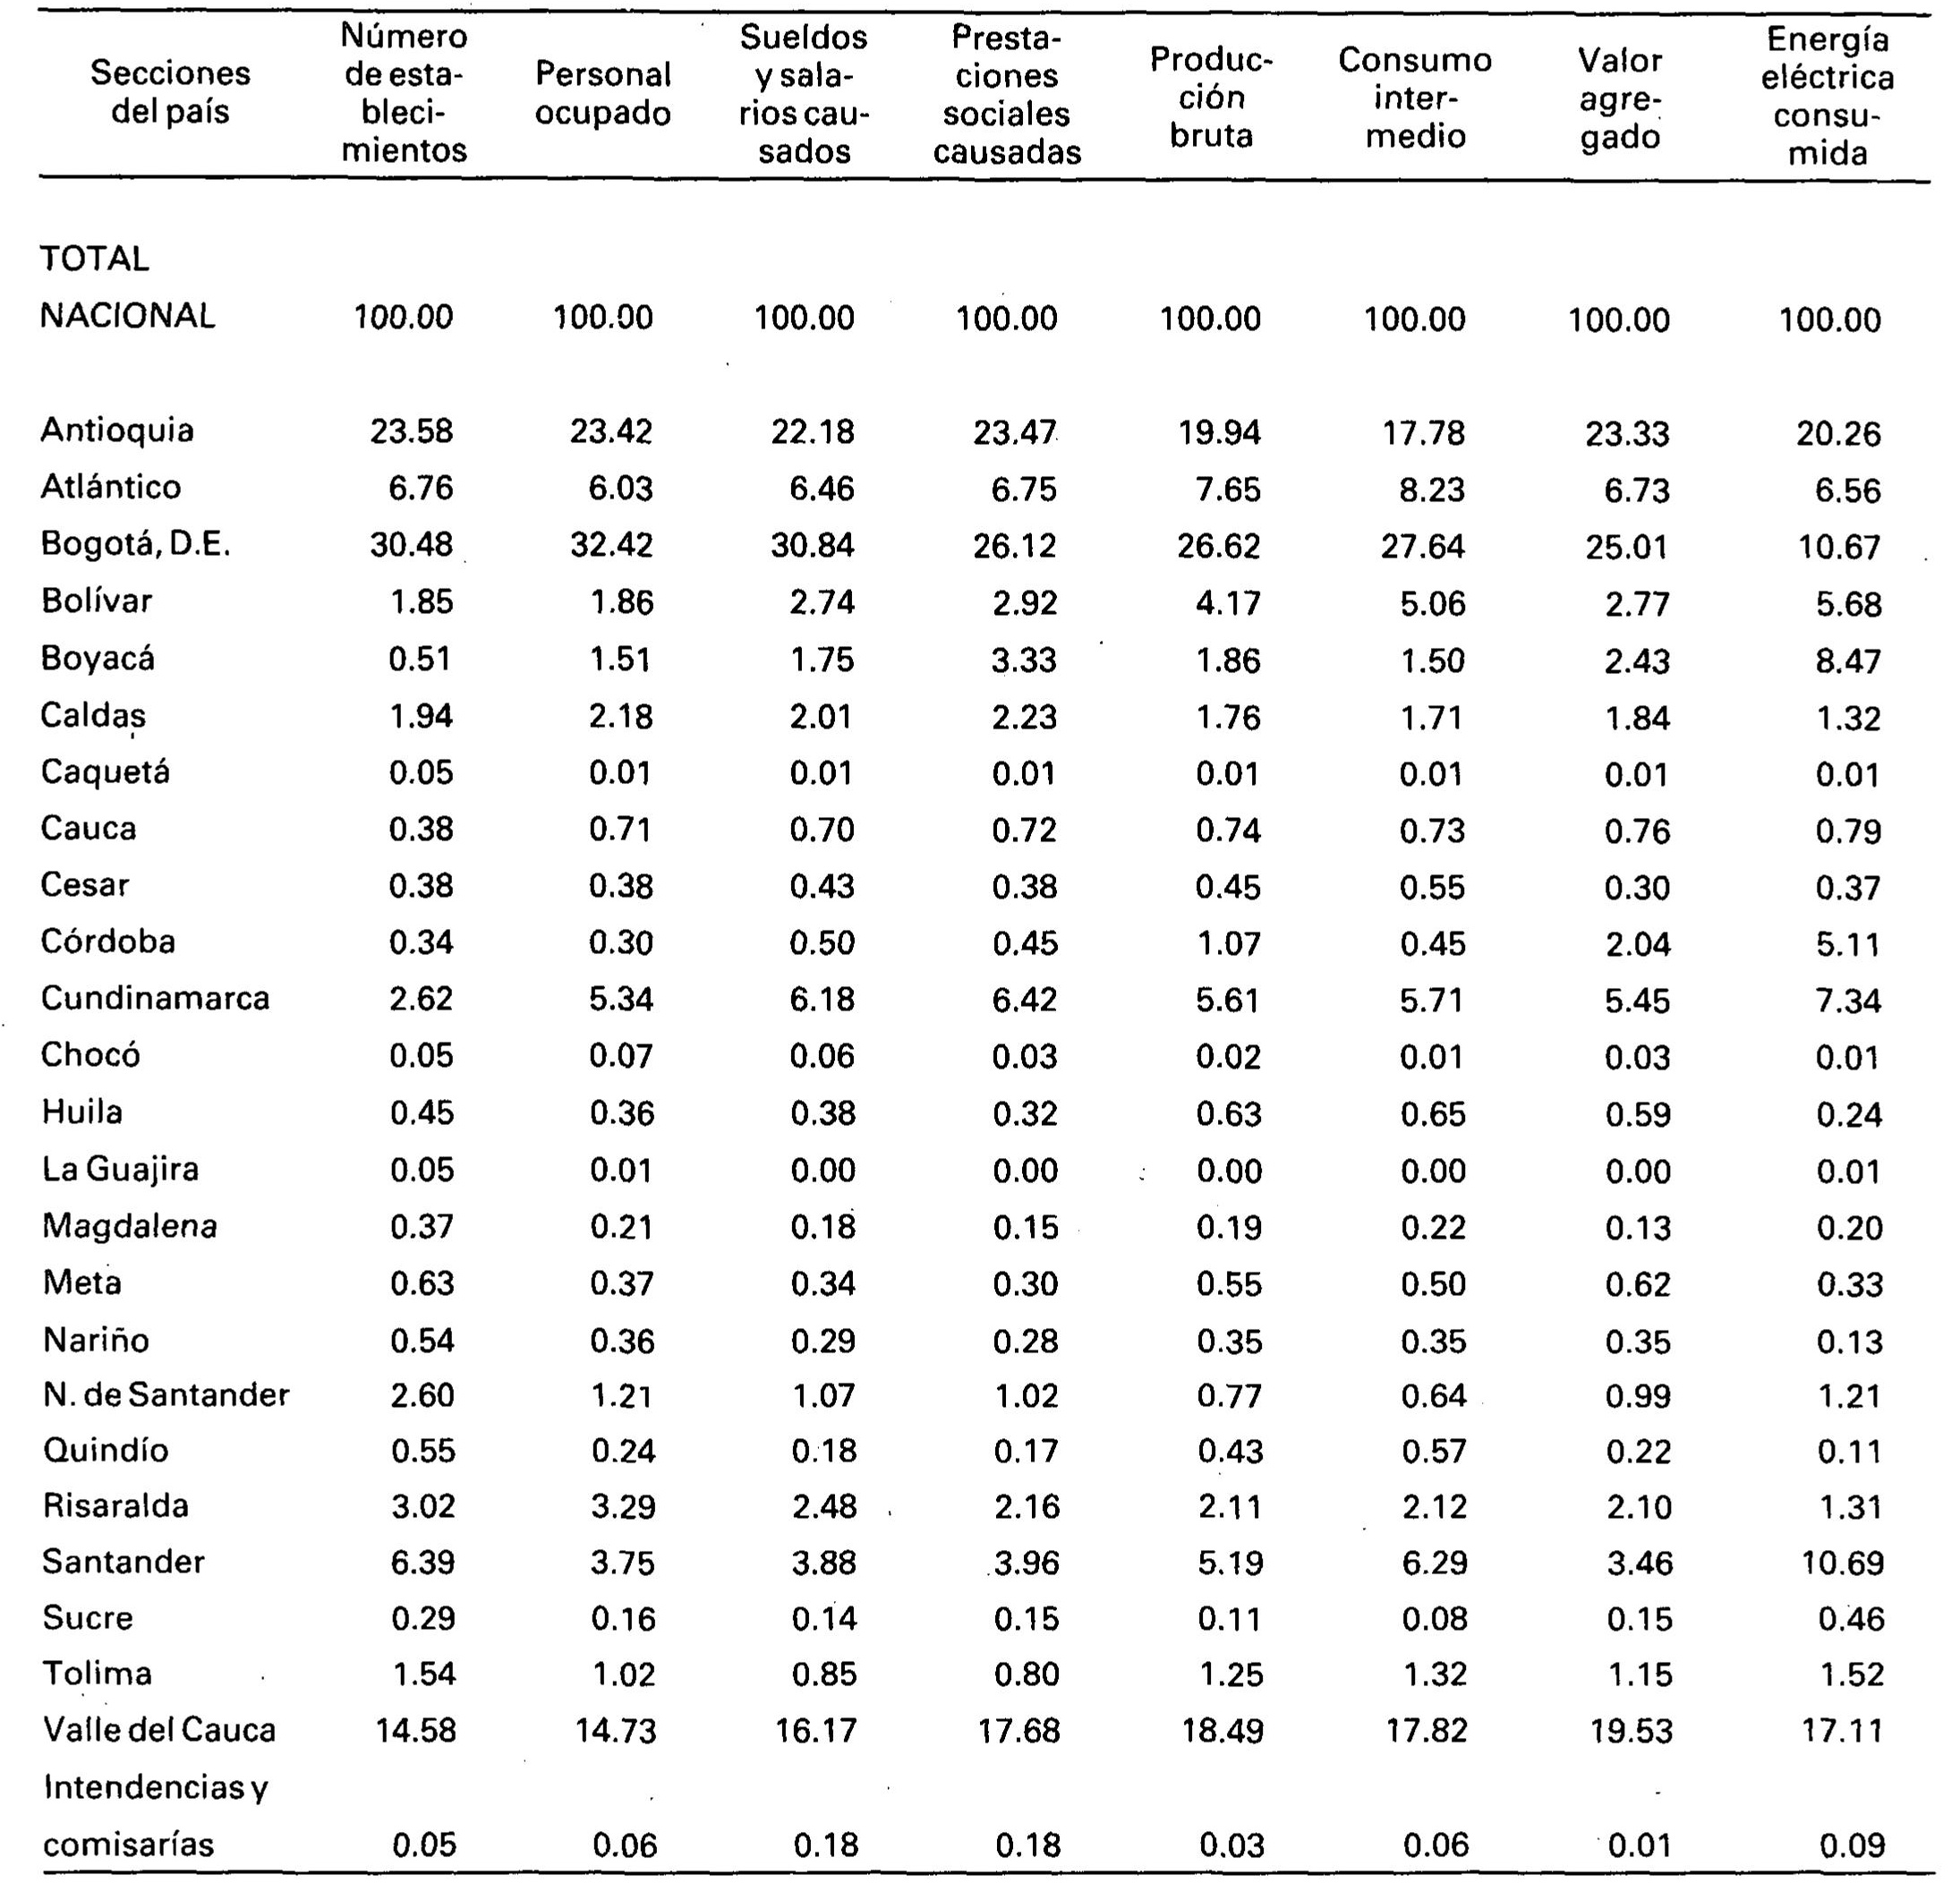 Secciones del país | Número de esta- bleci- mientos | Personal ocupado | Sueldos y sala- rios cau- sados | Presta- ciones sociales causadas | Produc- ción bruta | Consumo inter- medio | Valor agre- gado | Energía eléctrica consu- mida
TOTAL
NACIONAL 100.00 100.00 100.00 100.00 100.00 100.00 100.00 100.00
Antioquia 23.58 23.42 22.18 23.47 19.94 17.78 23.33 20.26
Atlántico 6.76 6.03 6.46 6.75 7.65 8.23 6.73 6.56
Bogotá, D.E. 30.48 32.42 30.84 26.12 26.62 27.64 25.01 10.67
Bolívar 1.85 1.86 2.74 2.92 4.17 5.06 2.77 5.68
Boyacá 0.51 1.51 1.75 3.33 1.86 1.50 2.43 8.47
Caldas 1.94 2.18 2.01 2.23 1.76 1.71 1.84 1.32
Caquetá 0.05 0.01 0.01 0.01 0.01 0.01 0.01 0.01
Cauca 0.38 0.71 0.70 0.72 0.74 0.73 0.76 0.79
Cesar 0.38 0.38 0.43 0.38 0.45 0.55 0.30 0.37
Córdoba 0.34 0.30 0.50 0.45 1.07 0.45 2.04 5.11
Cundinamarca 2.62 5.34 6.18 6.42 5.61 5.71 5.45 7.34
Chocó 0.05 0.07 0.06 0.03 0.02 0.01 0.03 0.01
Huila 0.45 0.36 0.38 0.32 0.63 0.65 0.59 0.24
La Guajira 0.05 0.01 0.00 0.00 0.00 0.00 0.00 0.01
Magdalena 0.37 0.21 0.18 0.15 0.19 0.22 0.13 0.20
Meta 0.63 0.37 0.34 0.30 0.55 0.50 0.62 0.33
Nariño 0.54 0.36 0.29 0.28 0.35 0.35 0.35 0.13
N. de Santander 2.60 1.21 1.07 1.02 0.77 0.64 0.99 1.21
Quindío 0.55 0.24 0.18 0.17 0.43 0.57 0.22 0.11
Risaralda 3.02 3.29 2.48 2.16 2.11 2.12 2.10 1.31
Santander 6.39 3.75 3.88 3.96 5.19 6.29 3.46 10.69
Sucre 0.29 0.16 0.14 0.15 0.11 0.08 0.15 0.46
Tolima 1.54 1.02 0.85 0.80 1.25 1.32 1.15 1.52
Valle del Cauca 14.58 14.73 16.17 17.68 18.49 17.82 19.53 17.11
Intendencias y
comisarías 0.05 0.06 0.18 0.18 0.03 0.06 0.01 0.09